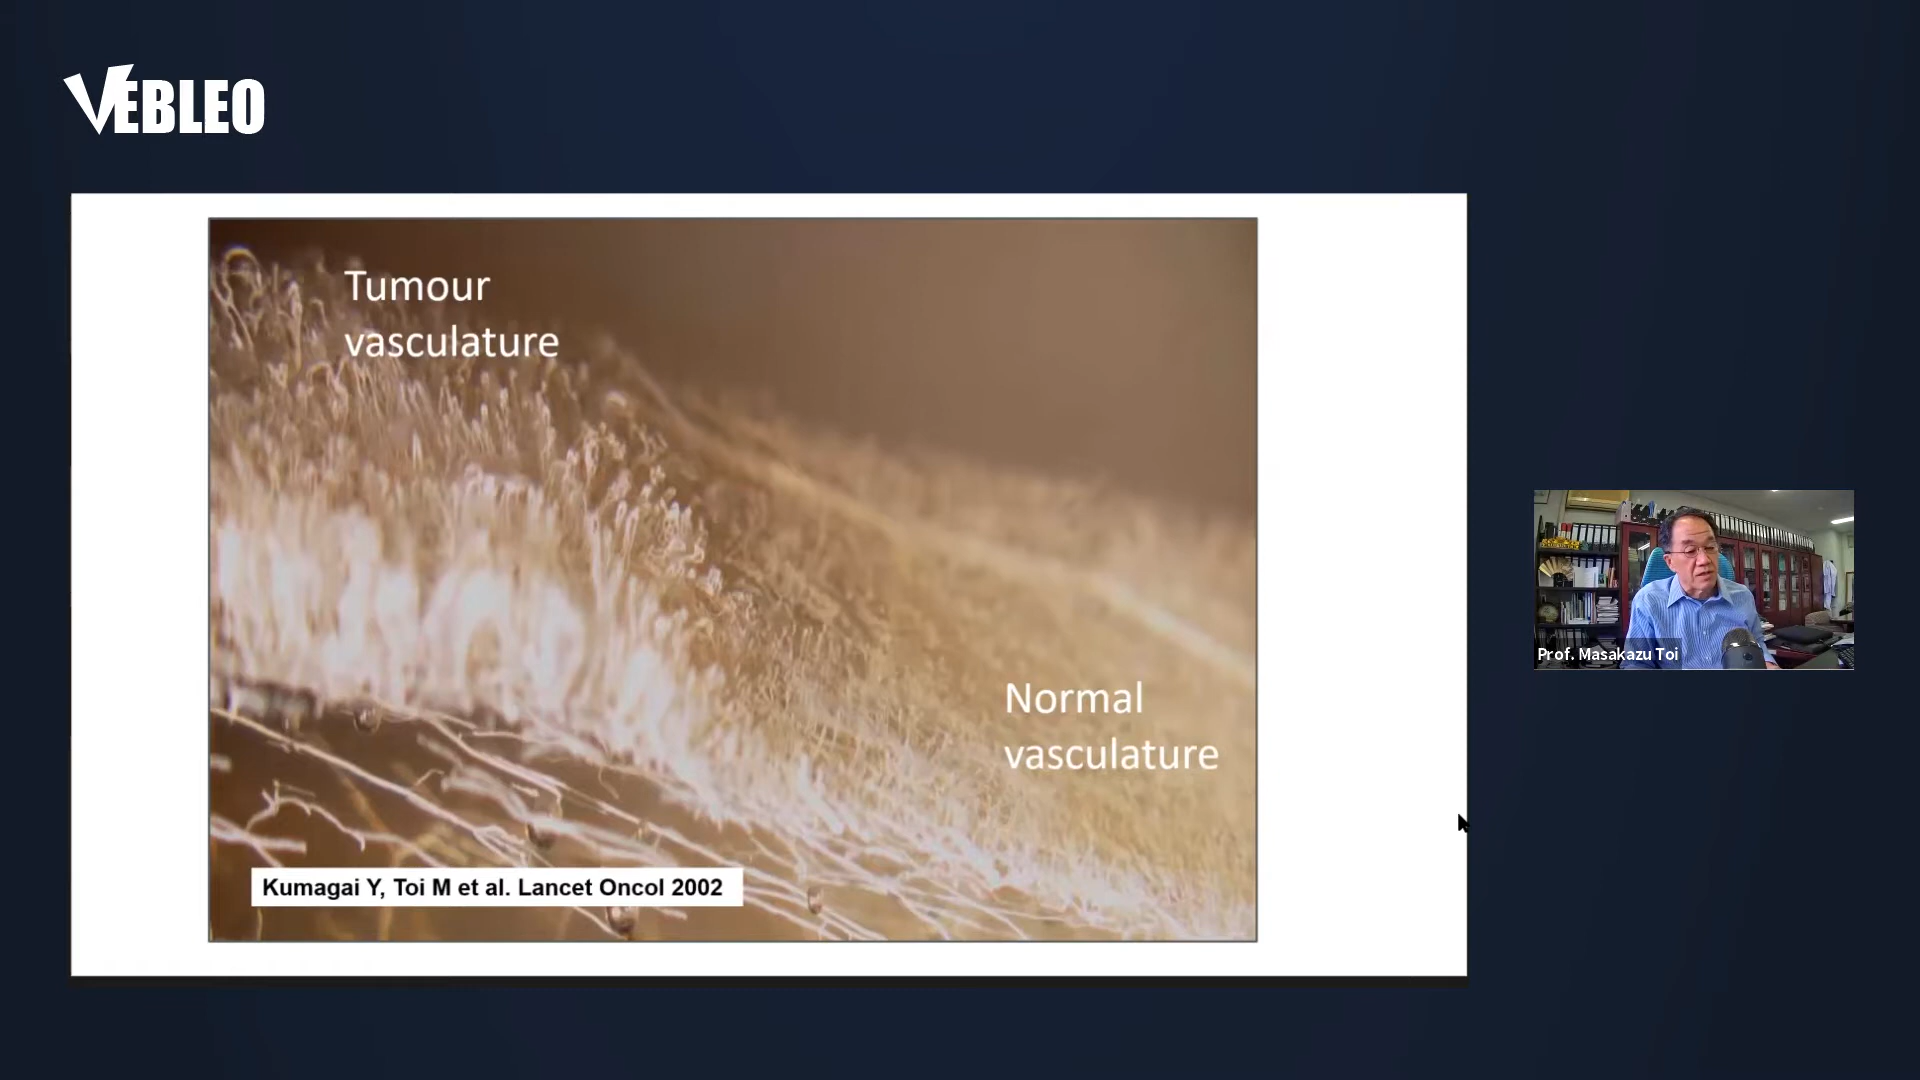 VEBLEO
Tumour
vasculature
Normal
vasculature
Kumagai Y, Toi M et al. Lancet Oncol 2002
Prof. Masakazu Toi